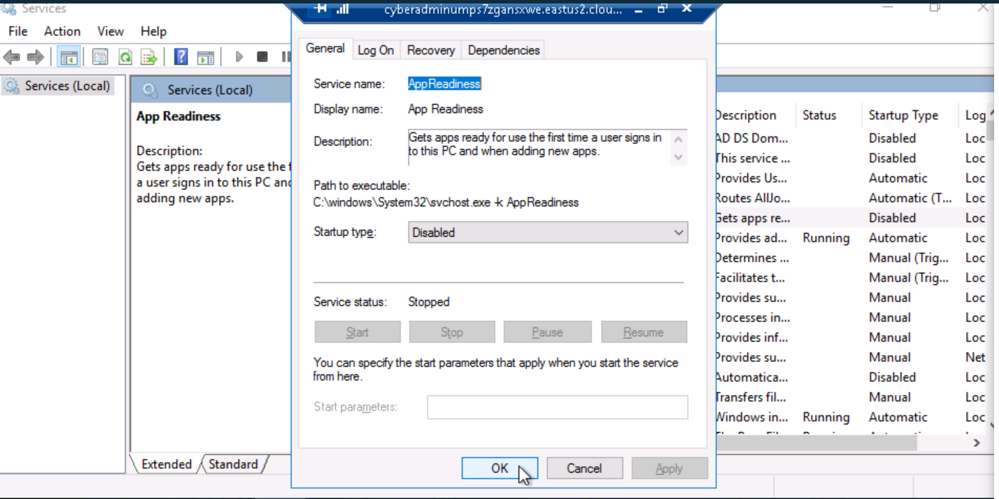 Services
cyberadminumps7zgansxwe.eastus2.clou...
File Action View Help
Services (Local)
Services (Local)
App Readiness
Description:
Gets apps ready for use the
a user signs in to this PC and
adding new apps.
Extended
Standard
General
Log On
Recovery
Dependencies
Service name: AppReadiness
Display name: App Readiness
Description: Gets apps ready for use the first time a user signs in
to this PC and when adding new apps.
Path to executable:
C:\windows\System32\svchost.exe -k AppReadiness
Startup type: Disabled
Service status: Stopped
Start Stop Pause Resume
You can specify the start parameters that apply when you start the service
from here.
Start parameters:
OK Cancel Apply
Description Status Startup Type Log
AD DS Dom... Disabled Loc
This service ... Disabled Loc
Provides Us... Automatic Loc
Routes AllJo... Automatic (T... Loc
Gets apps re... Disabled Loc
Provides ad... Running Automatic Loc
Determines ... Manual (Trig... Loc
Facilitates t... Manual (Trig... Loc
Provides su... Manual Loc
Processes in... Manual Loc
Provides inf... Manual Loc
Provides su... Manual Net
Automatica... Disabled Loc
Transfers fil... Manual Loc
Windows in... Running Automatic Loc